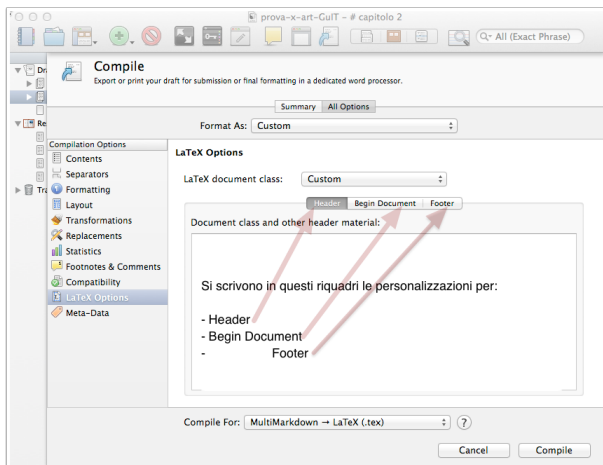 prova-x-art-GuIT - # capitolo 2
Q- All (Exact Phrase)
Compile
Export or print your draft for submission or final formatting in a dedicated word processor.
Summary All Options
Format As: Custom
Compilation Options
Contents
Separators
Formatting
Layout
Transformations
Replacements
Statistics
Footnotes & Comments
Compatibility
LaTeX Options
Meta-Data
LaTeX Options
LaTeX document class: Custom
Header Begin Document Footer
Document class and other header material:
Si scrivono in questi riquadri le personalizzazioni per:
- Header
- Begin Document
- Footer
Compile For: MultiMarkdown → LaTeX (.tex) ?
Cancel Compile
Dr
Re
Tra